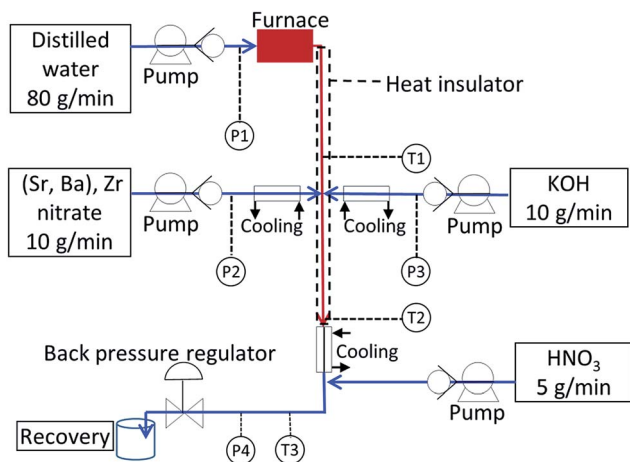 Furnace
Distilled
water
80 g/min
Pump
Heat insulator
P1
T1
(Sr, Ba), Zr
nitrate
10 g/min
Pump
Cooling
Cooling
KOH
10 g/min
Pump
P2
P3
T2
Back pressure regulator
Cooling
HNO₃
5 g/min
Pump
Recovery
P4
T3